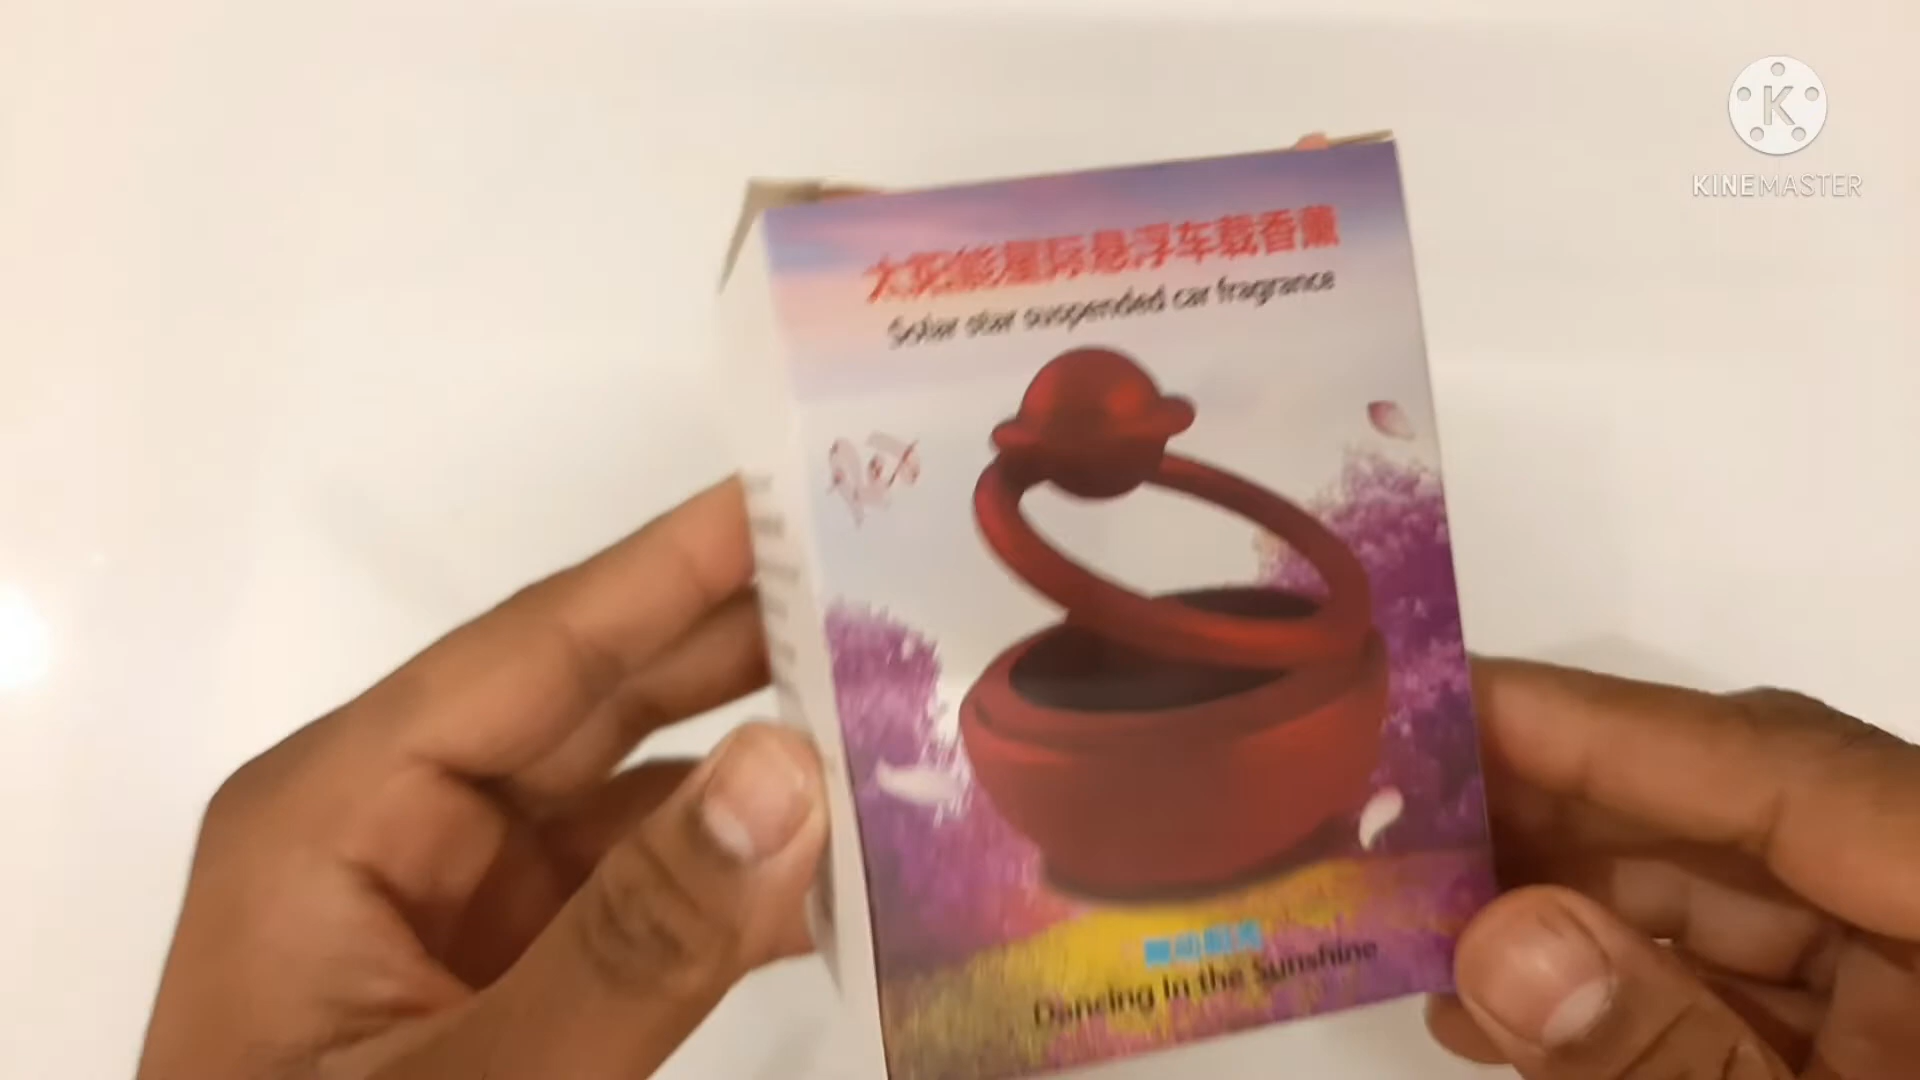 太阳能星际悬浮车载香薰
Solar star suspended car fragrance
舞动阳光
Dancing in the Sunshine
K
KINEMASTER